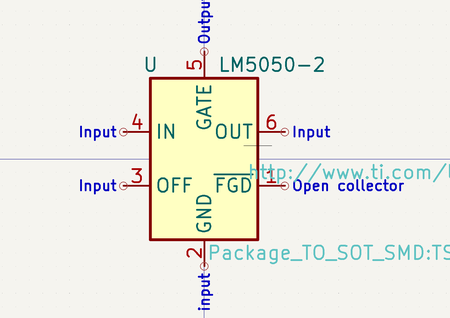 Output
5
U LM5050-2
GATE
Input 4 IN OUT 6 Input
http://www.ti.com/
Input 3 OFF FGD 1 Open collector
GND
2 Package_TO_SOT_SMD:TS
input